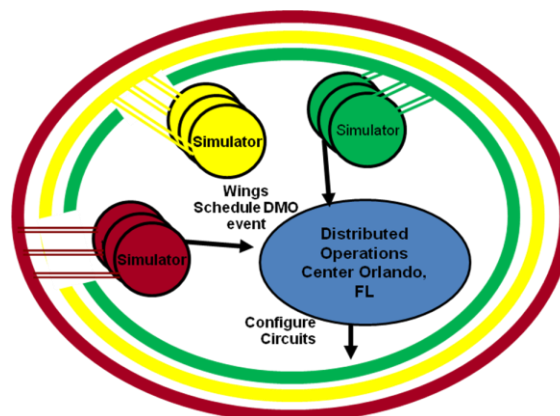 Simulator
Simulator
Wings
Schedule DMO
event
Simulator
Distributed
Operations
Center Orlando,
FL
Configure
Circuits